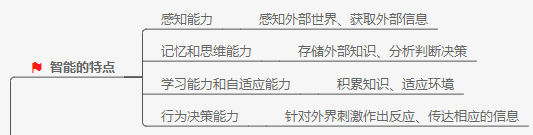 感知能力 感知外部世界、获取外部信息
记忆和思维能力 存储外部知识、分析判断决策
智能的特点
学习能力和自适应能力 积累知识、适应环境
行为决策能力 针对外界刺激作出反应、传达相应的信息